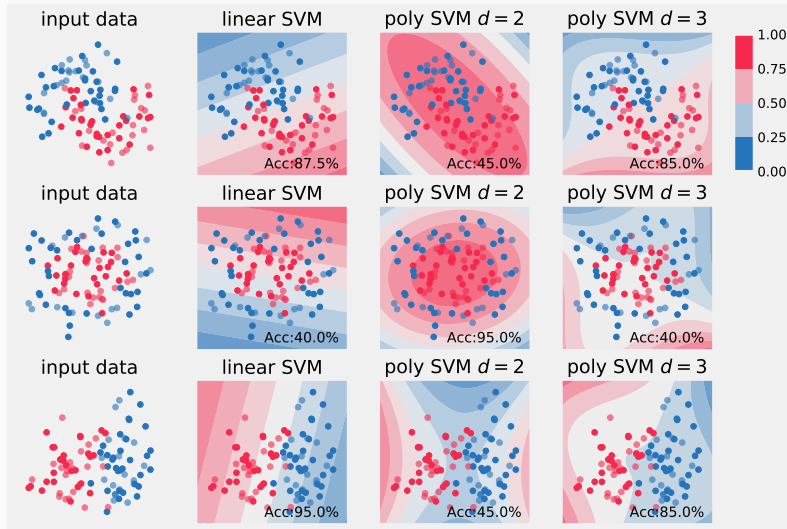 input data
linear SVM
poly SVM d = 2
poly SVM d = 3
1.00
0.75
0.50
0.25
0.00
Acc:87.5%
Acc:45.0%
Acc:85.0%
input data
linear SVM
poly SVM d = 2
poly SVM d = 3
Acc:40.0%
Acc:95.0%
Acc:40.0%
input data
linear SVM
poly SVM d = 2
poly SVM d = 3
Acc:95.0%
Acc:45.0%
Acc:85.0%